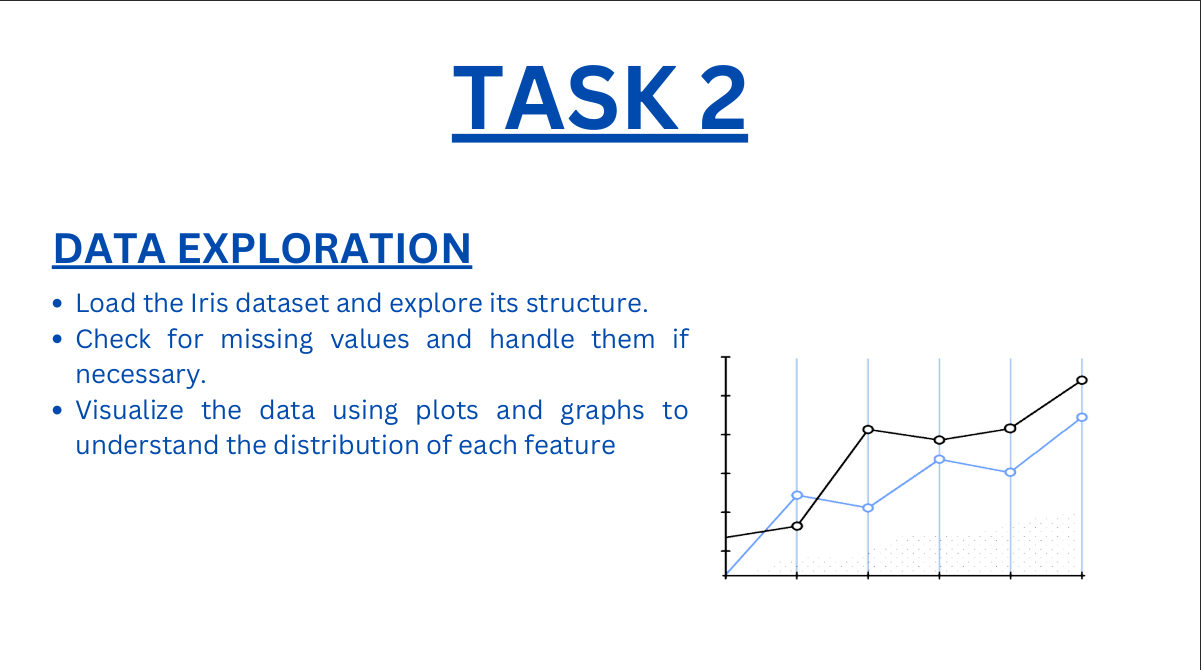 TASK 2
DATA EXPLORATION
• Load the Iris dataset and explore its structure.
• Check for missing values and handle them if
necessary.
• Visualize the data using plots and graphs to
understand the distribution of each feature